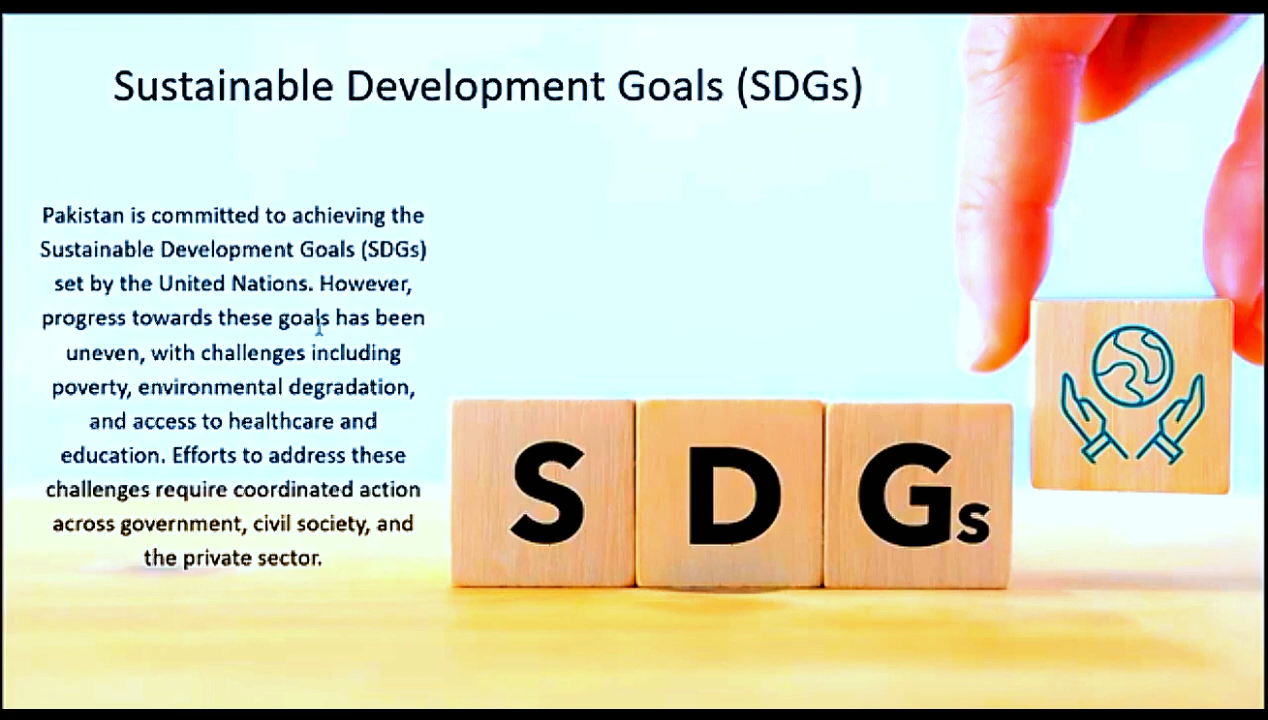 Sustainable Development Goals (SDGs)
Pakistan is committed to achieving the
Sustainable Development Goals (SDGs)
set by the United Nations. However,
progress towards these goals has been
uneven, with challenges including
poverty, environmental degradation,
and access to healthcare and
education. Efforts to address these
challenges require coordinated action
across government, civil society, and
the private sector.
S D Gs